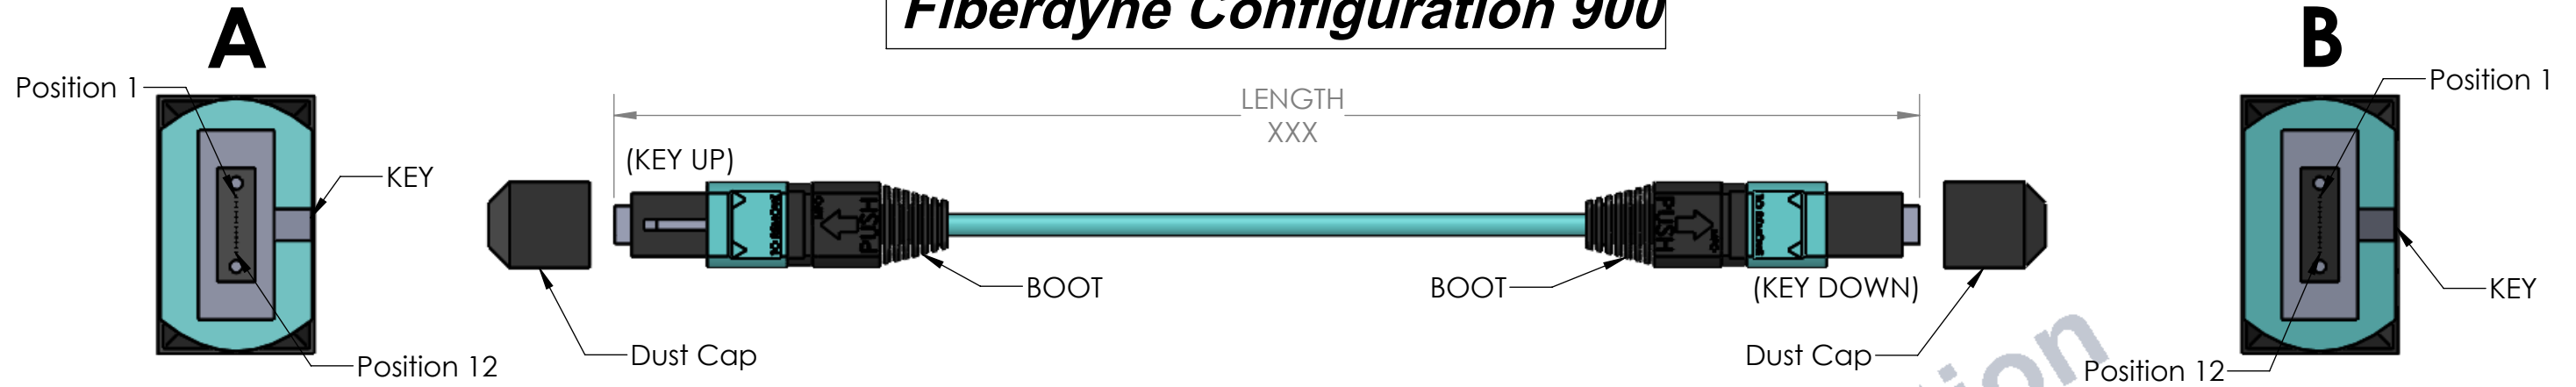 Fiberdyne Configuration 900
A
B
Position 1
Position 1
LENGTH
XXX
(KEY UP)
KEY
PUSH
PUSH
BOOT
BOOT
(KEY DOWN)
KEY
Dust Cap
Dust Cap
Position 12
Position 12
tion